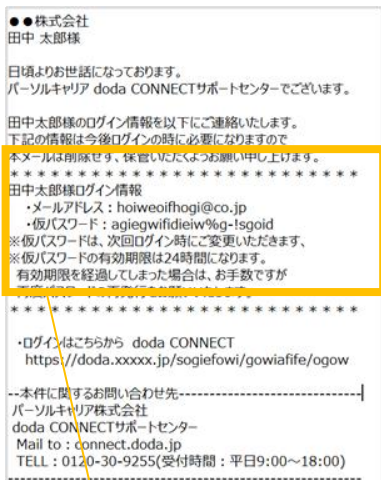 ●●株式会社
田中 太郎様
日頃よりお世話になっております。
パーソルキャリア doda CONNECTサポートセンターでございます。
田中太郎様のログイン情報を以下にご連絡いたします。
下記の情報は今後ログインの時に必要になりますので
本メールは削除せず、保管いただくようお願い申し上げます。
＊＊＊＊＊＊＊＊＊＊＊＊＊＊＊＊＊＊＊＊＊＊＊＊＊
田中太郎様ログイン情報
・メールアドレス：hoiweoifhogi@co.jp
・仮パスワード：agiegwifidieiw%g-!sgoid
※仮パスワードは、次回ログイン時にご変更いただきます、
※仮パスワードの有効期限は24時間になります。
有効期限を経過してしまった場合は、お手数ですが
＊＊＊＊＊＊＊＊＊＊＊＊＊＊＊＊＊＊＊＊＊＊＊＊＊
・ログインはこちらから doda CONNECT
https://doda.xxxxx.jp/sogiefowi/gowiafife/ogow
--本件に関するお問い合わせ先------------------------------
パーソルキャリア株式会社
doda CONNECTサポートセンター
Mail to：connect.doda.jp
TELL：0120-30-9255(受付時間：平日9:00～18:00)
------------------------------------------------------------